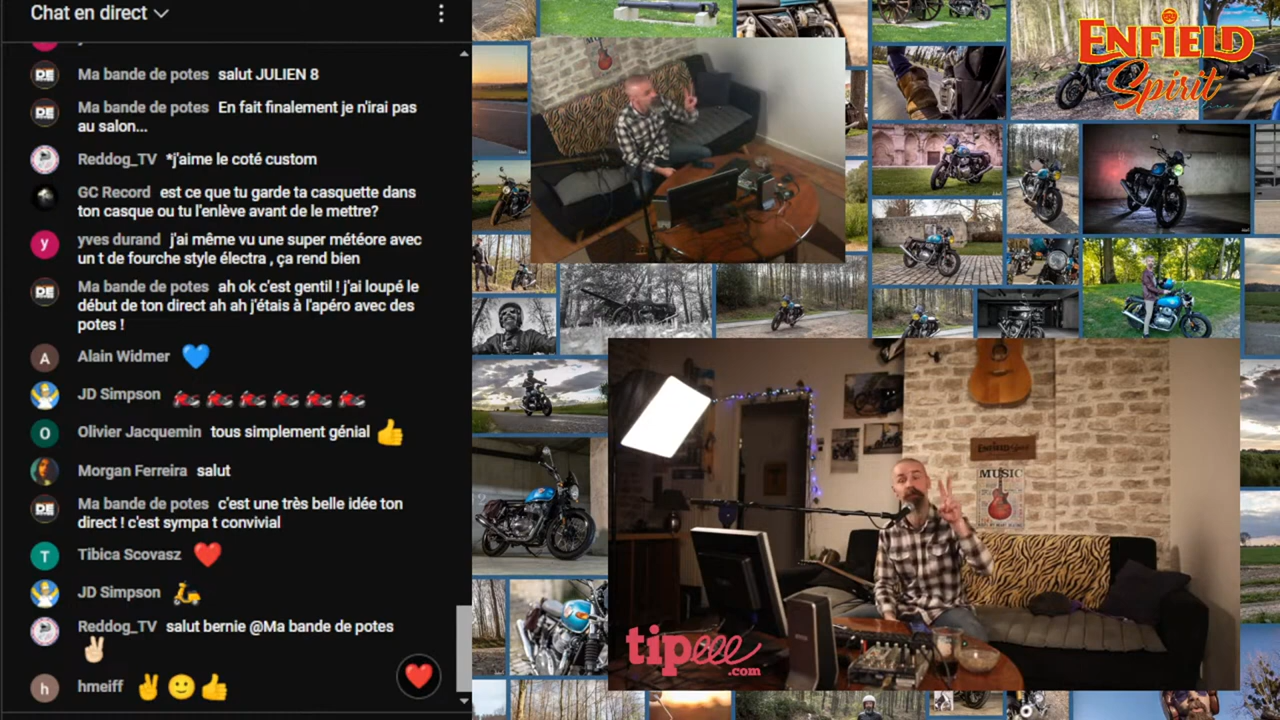 Chat en direct
Ma bande de potes salut JULIEN 8
Ma bande de potes En fait finalement je n'irai pas
au salon...
Reddog_TV *j'aime le coté custom
GC Record est ce que tu garde ta casquette dans
ton casque ou tu l'enlève avant de le mettre?
yves durand j'ai même vu une super météore avec
un t de fourche style électra , ça rend bien
Ma bande de potes ah ok c'est gentil ! j'ai loupé le
début de ton direct ah ah j'étais à l'apéro avec des
potes !
A Alain Widmer 💙
JD Simpson
O Olivier Jacquemin tous simplement génial 👍
Morgan Ferreira salut
Ma bande de potes c'est une très belle idée ton
direct ! c'est sympa t convivial
T Tibica Scovasz ❤️
JD Simpson 🛵
Reddog_TV salut bernie @Ma bande de potes
✌🏻
h hmeiff ✌️🙂👍
ENFIELD
Spirit
ENFIELD Spirit
MUSIC
tipeee
.com